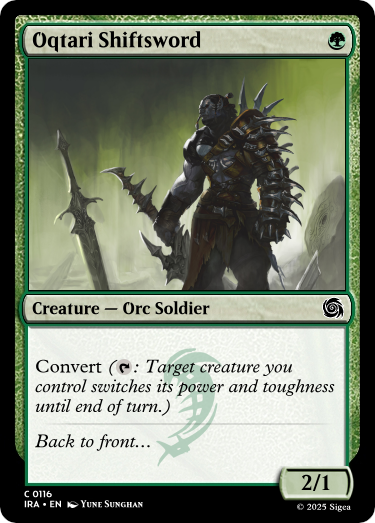 Oqtari Shiftsword
Creature — Orc Soldier
Convert (: Target creature you
control switches its power and toughness
until end of turn.)
Back to front…
2/1
C 0116
IRA • EN Yune Sunghan
© 2025 Sigea